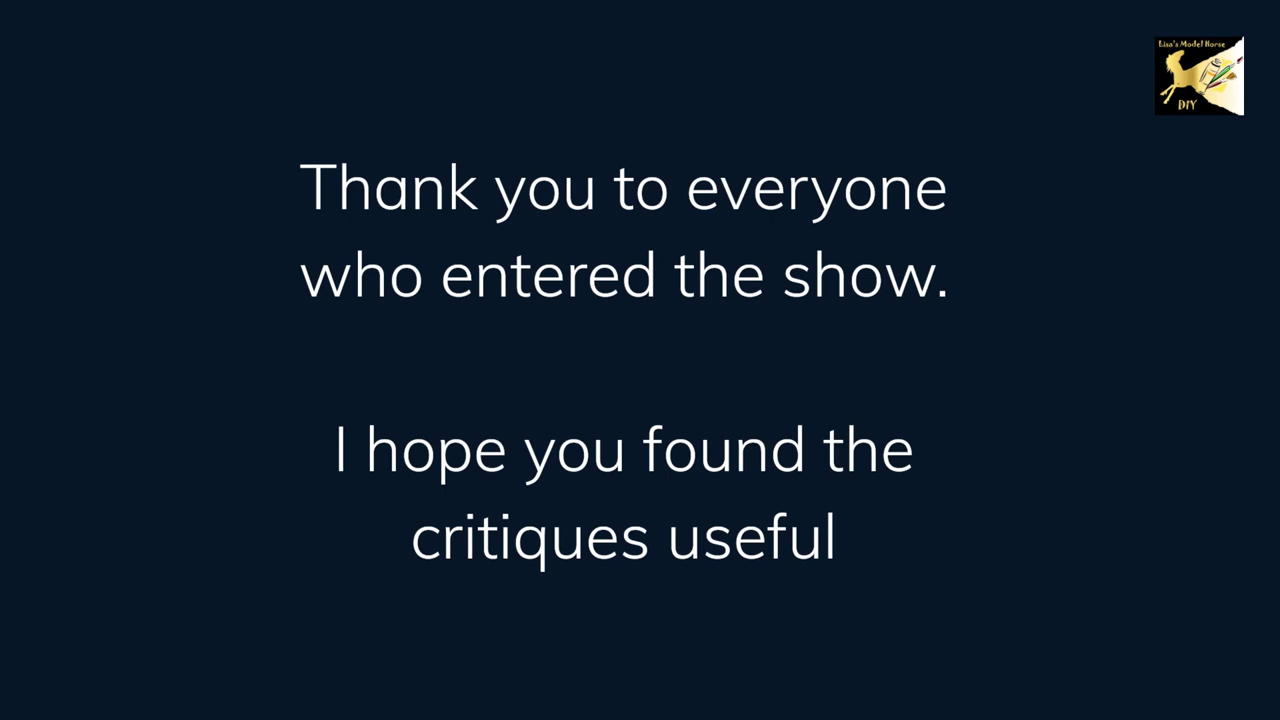 Lisa's Model Horse
DIY
Thank you to everyone
who entered the show.
I hope you found the
critiques useful